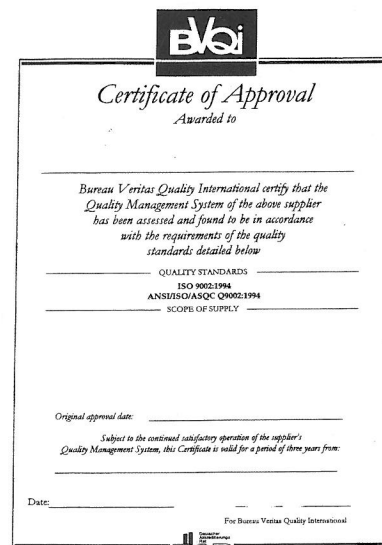 BVQi
Certificate of Approval
Awarded to
Bureau Veritas Quality International certify that the
Quality Management System of the above supplier
has been assessed and found to be in accordance
with the requirements of the quality
standards detailed below
QUALITY STANDARDS
ISO 9002:1994
ANSI/ISO/ASQC Q9002:1994
SCOPE OF SUPPLY
Original approval date:
Subject to the continued satisfactory operation of the supplier's
Quality Management System, this Certificate is valid for a period of three years from:
Date:
For Bureau Veritas Quality International
Deutscher
Akkreditierungs
Rat